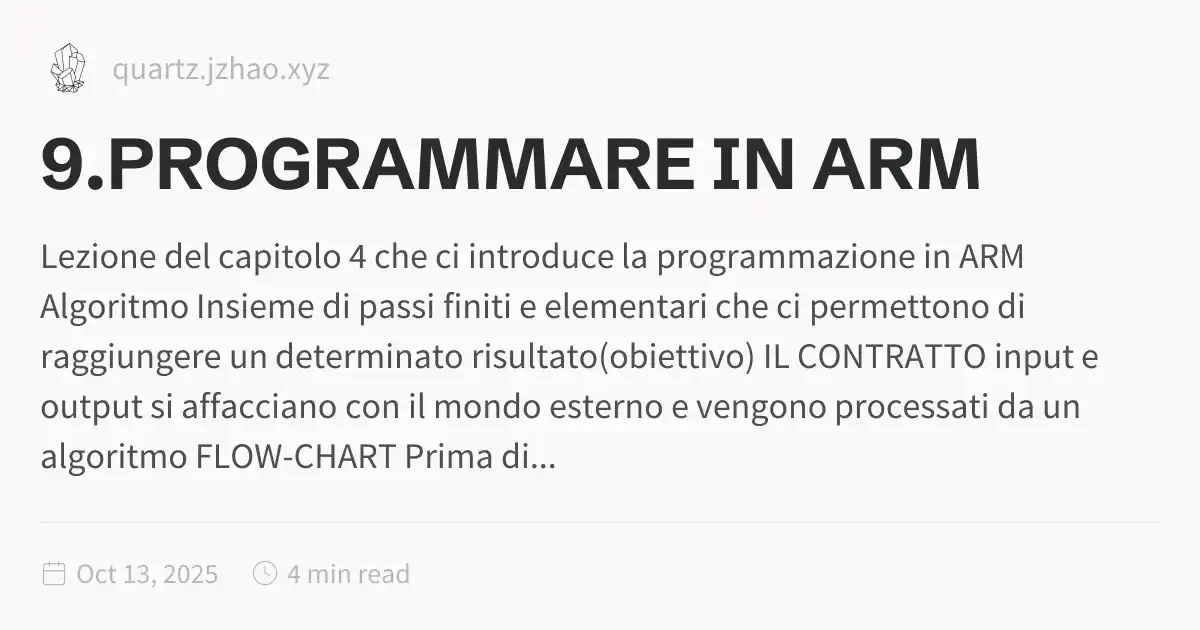 quartz.jzhao.xyz
9.PROGRAMMARE IN ARM
Lezione del capitolo 4 che ci introduce la programmazione in ARM
Algoritmo Insieme di passi finiti e elementari che ci permettono di
raggiungere un determinato risultato(obiettivo) IL CONTRATTO input e
output si affacciano con il mondo esterno e vengono processati da un
algoritmo FLOW-CHART Prima di...
Oct 13, 2025 4 min read